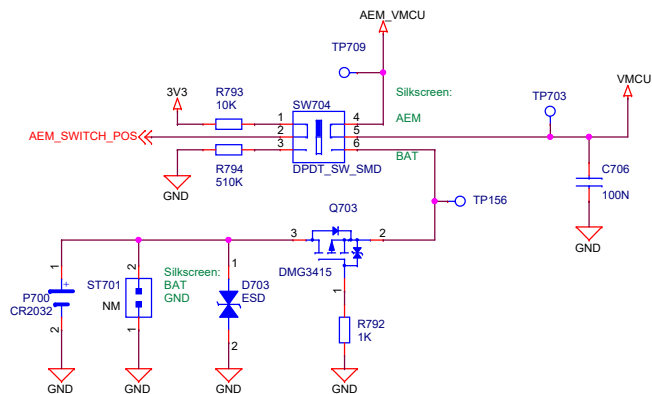 AEM_VMCU
TP709
3V3
R793
10K
SW704
Silkscreen:
TP703
VMCU
1
4
AEM
AEM_SWITCH_POS
2
5
3
6
BAT
R794
510K
DPDT_SW_SMD
GND
C706
100N
GND
TP156
Q703
3
2
DMG3415
1
P700
+
CR2032
2
2
ST701
NM
1
Silkscreen:
BAT
GND
1
D703
ESD
2
1
R792
1K
GND
GND
GND
GND